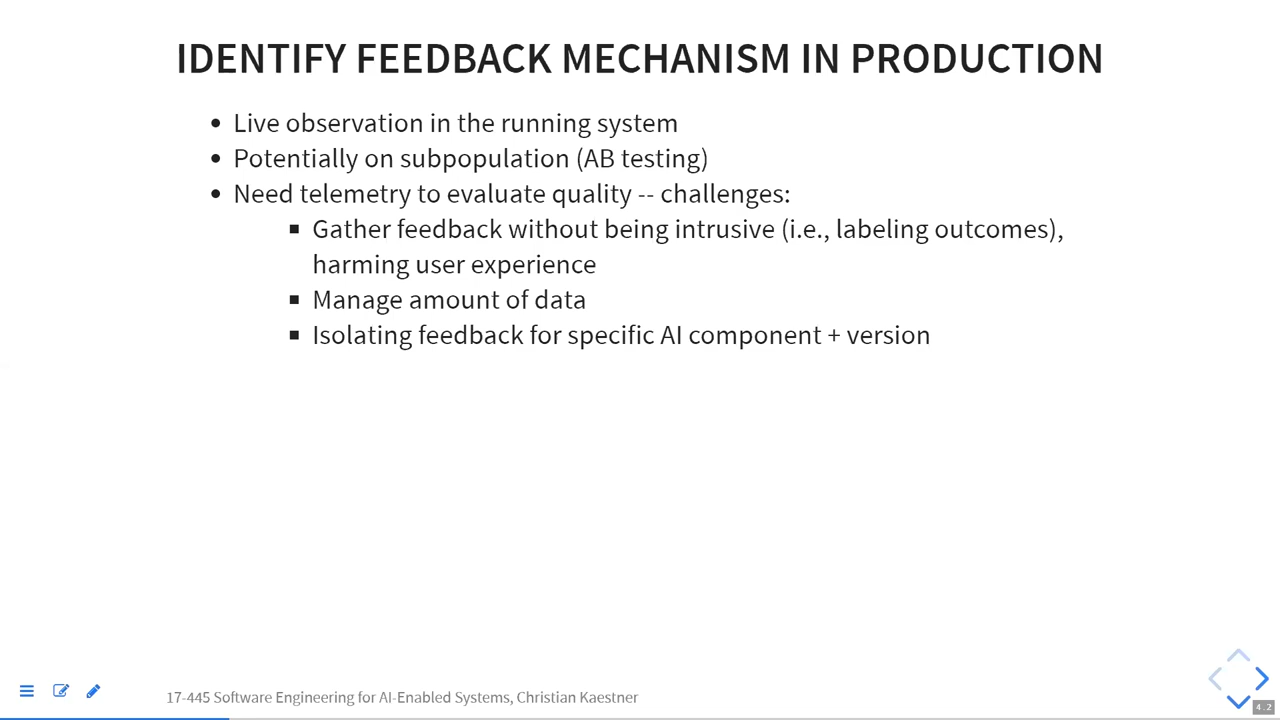 IDENTIFY FEEDBACK MECHANISM IN PRODUCTION
Live observation in the running system
Potentially on subpopulation (AB testing)
Need telemetry to evaluate quality -- challenges:
Gather feedback without being intrusive (i.e., labeling outcomes),
harming user experience
Manage amount of data
Isolating feedback for specific AI component + version
17-445 Software Engineering for AI-Enabled Systems, Christian Kaestner
4.2